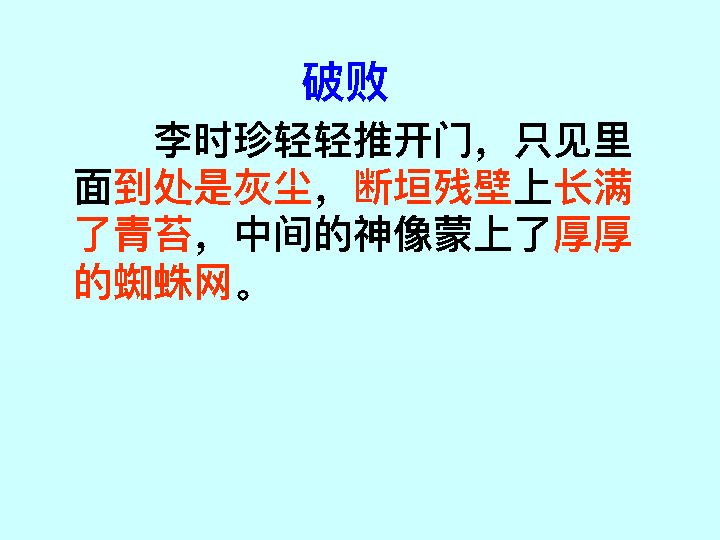 破败
李时珍轻轻推开门，只见里
面到处是灰尘，断垣残壁上长满
了青苔，中间的神像蒙上了厚厚
的蜘蛛网。